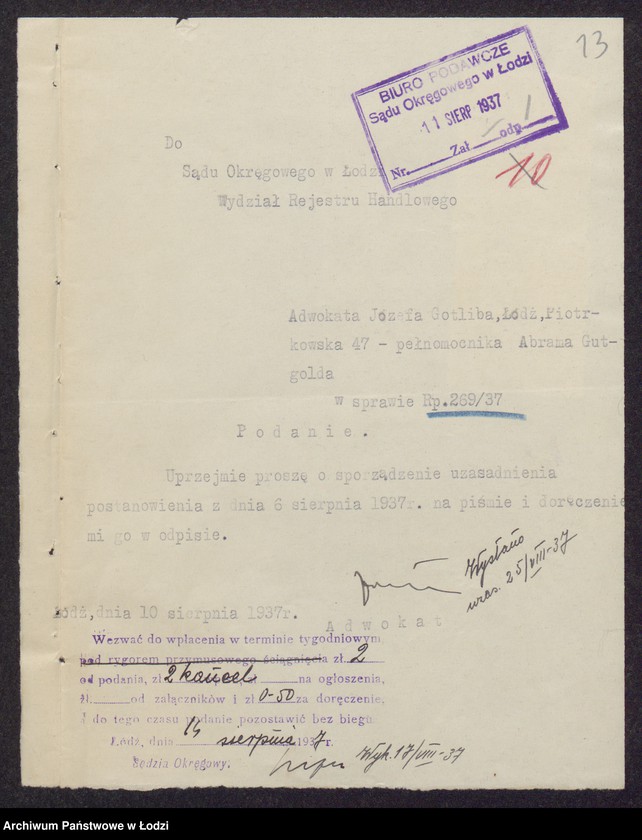 13
BIURO PODAWCZE
Sądu Okręgowego w Łodzi
11 SIERP 1937
Nr. Zał odp. 1
10
Do
Sądu Okręgowego w Łodzi
Wydział Rejestru Handlowego
Adwokata Józefa Gotliba, Łódź, Piotr-
kowska 47 - pełnomocnika Abrama Gut-
golda
w sprawie Rp.269/37
Podanie.
Uprzejmie proszę o sporządzenie uzasadnienia
postanowienia z dnia 6 sierpnia 1937r. na piśmie i doręczenie
mi go w odpisie.
Wysłano
25/VIII-37
Łódź, dnia 10 sierpnia 1937r.
Adwokat
Wezwać do wpłacenia w terminie tygodniowym
pod rygorem przymusowego ściągnięcia zł 2
od podania, zł 2 kancel. na ogłoszenia,
zł od załączników i zł 0-50 za doręczenie,
i do tego czasu podanie pozostawić bez biegu.
Łódź, dnia 14 sierpnia 1937 r.
Sędzia Okręgowy.
Wyk. 17/VIII-37
Archiwum Państwowe w Łodzi